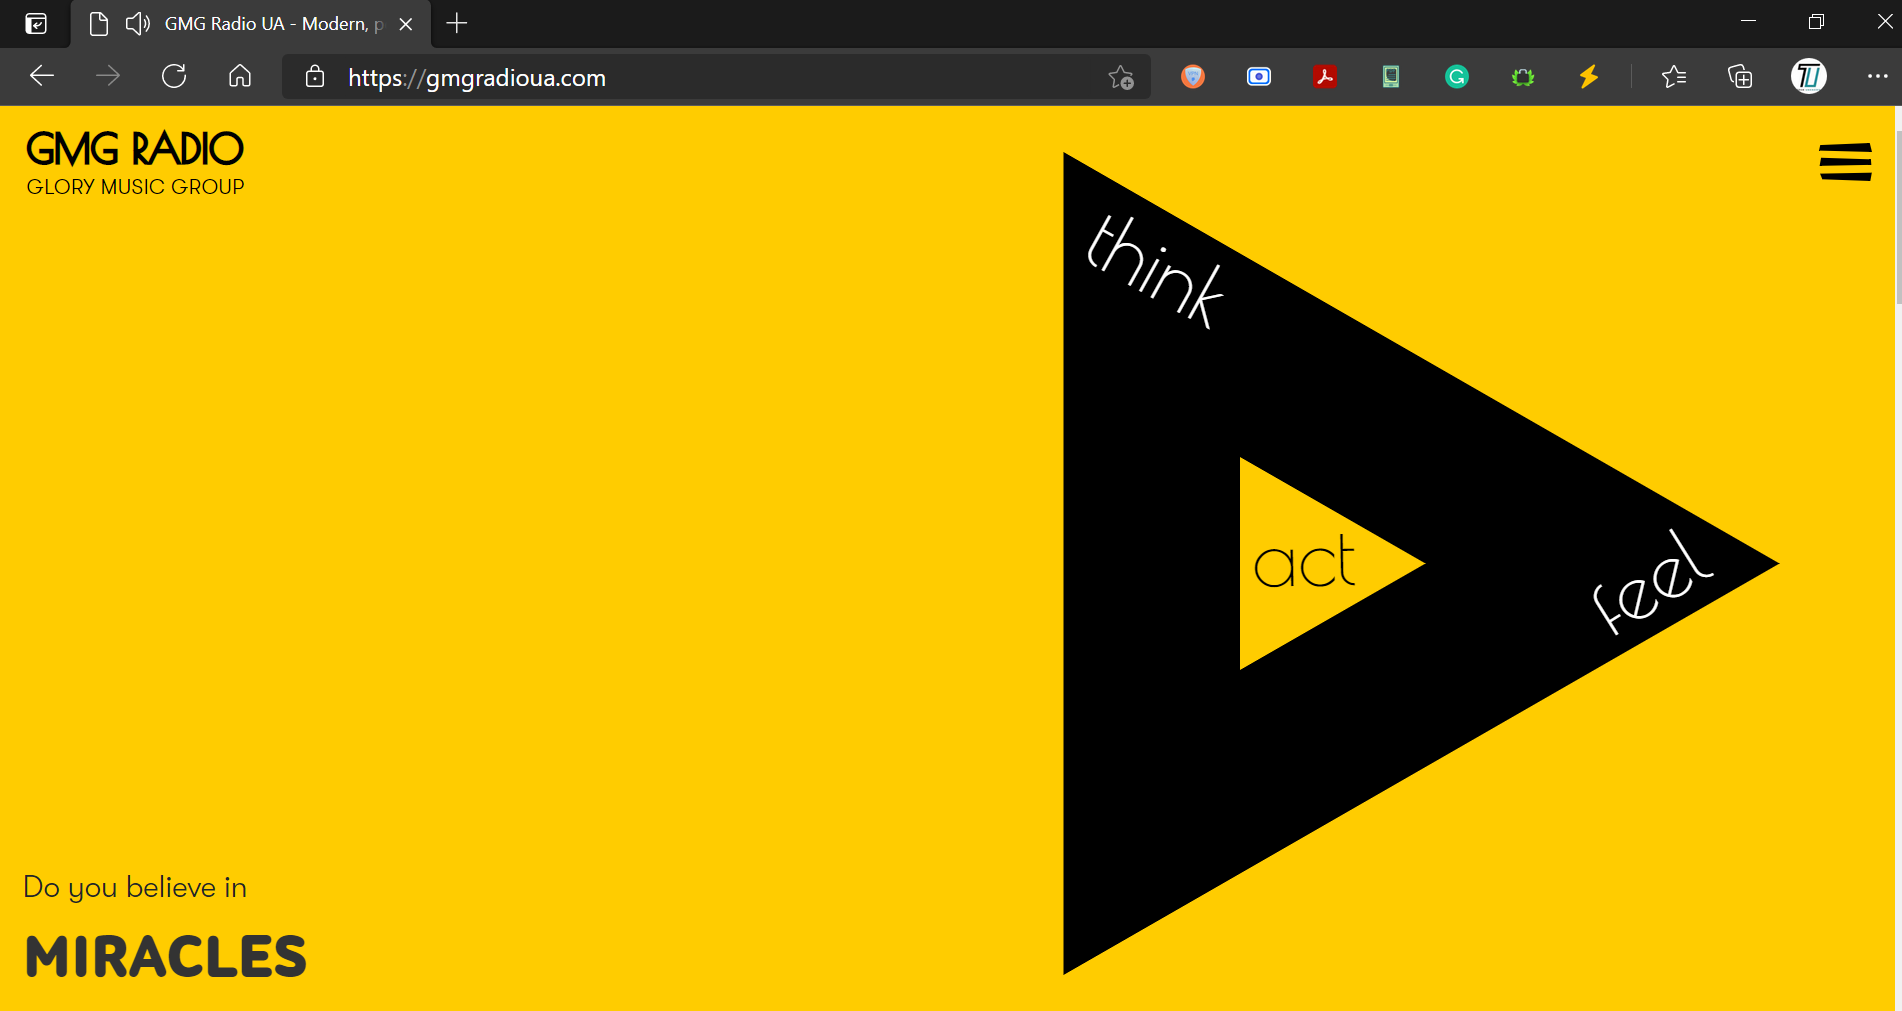 GMG Radio UA - Modern, p
https://gmgradioua.com
GMG RADIO
GLORY MUSIC GROUP
think
act
feel
Do you believe in
MIRACLES